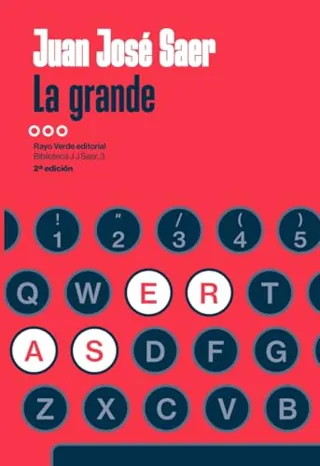 Juan José Saer
La grande
Rayo Verde editorial
Biblioteca J J Saer, 3
2ª edición
! " / ( )
1 2 3 4 5
Q W E R T
A S D F G
Z X C V B